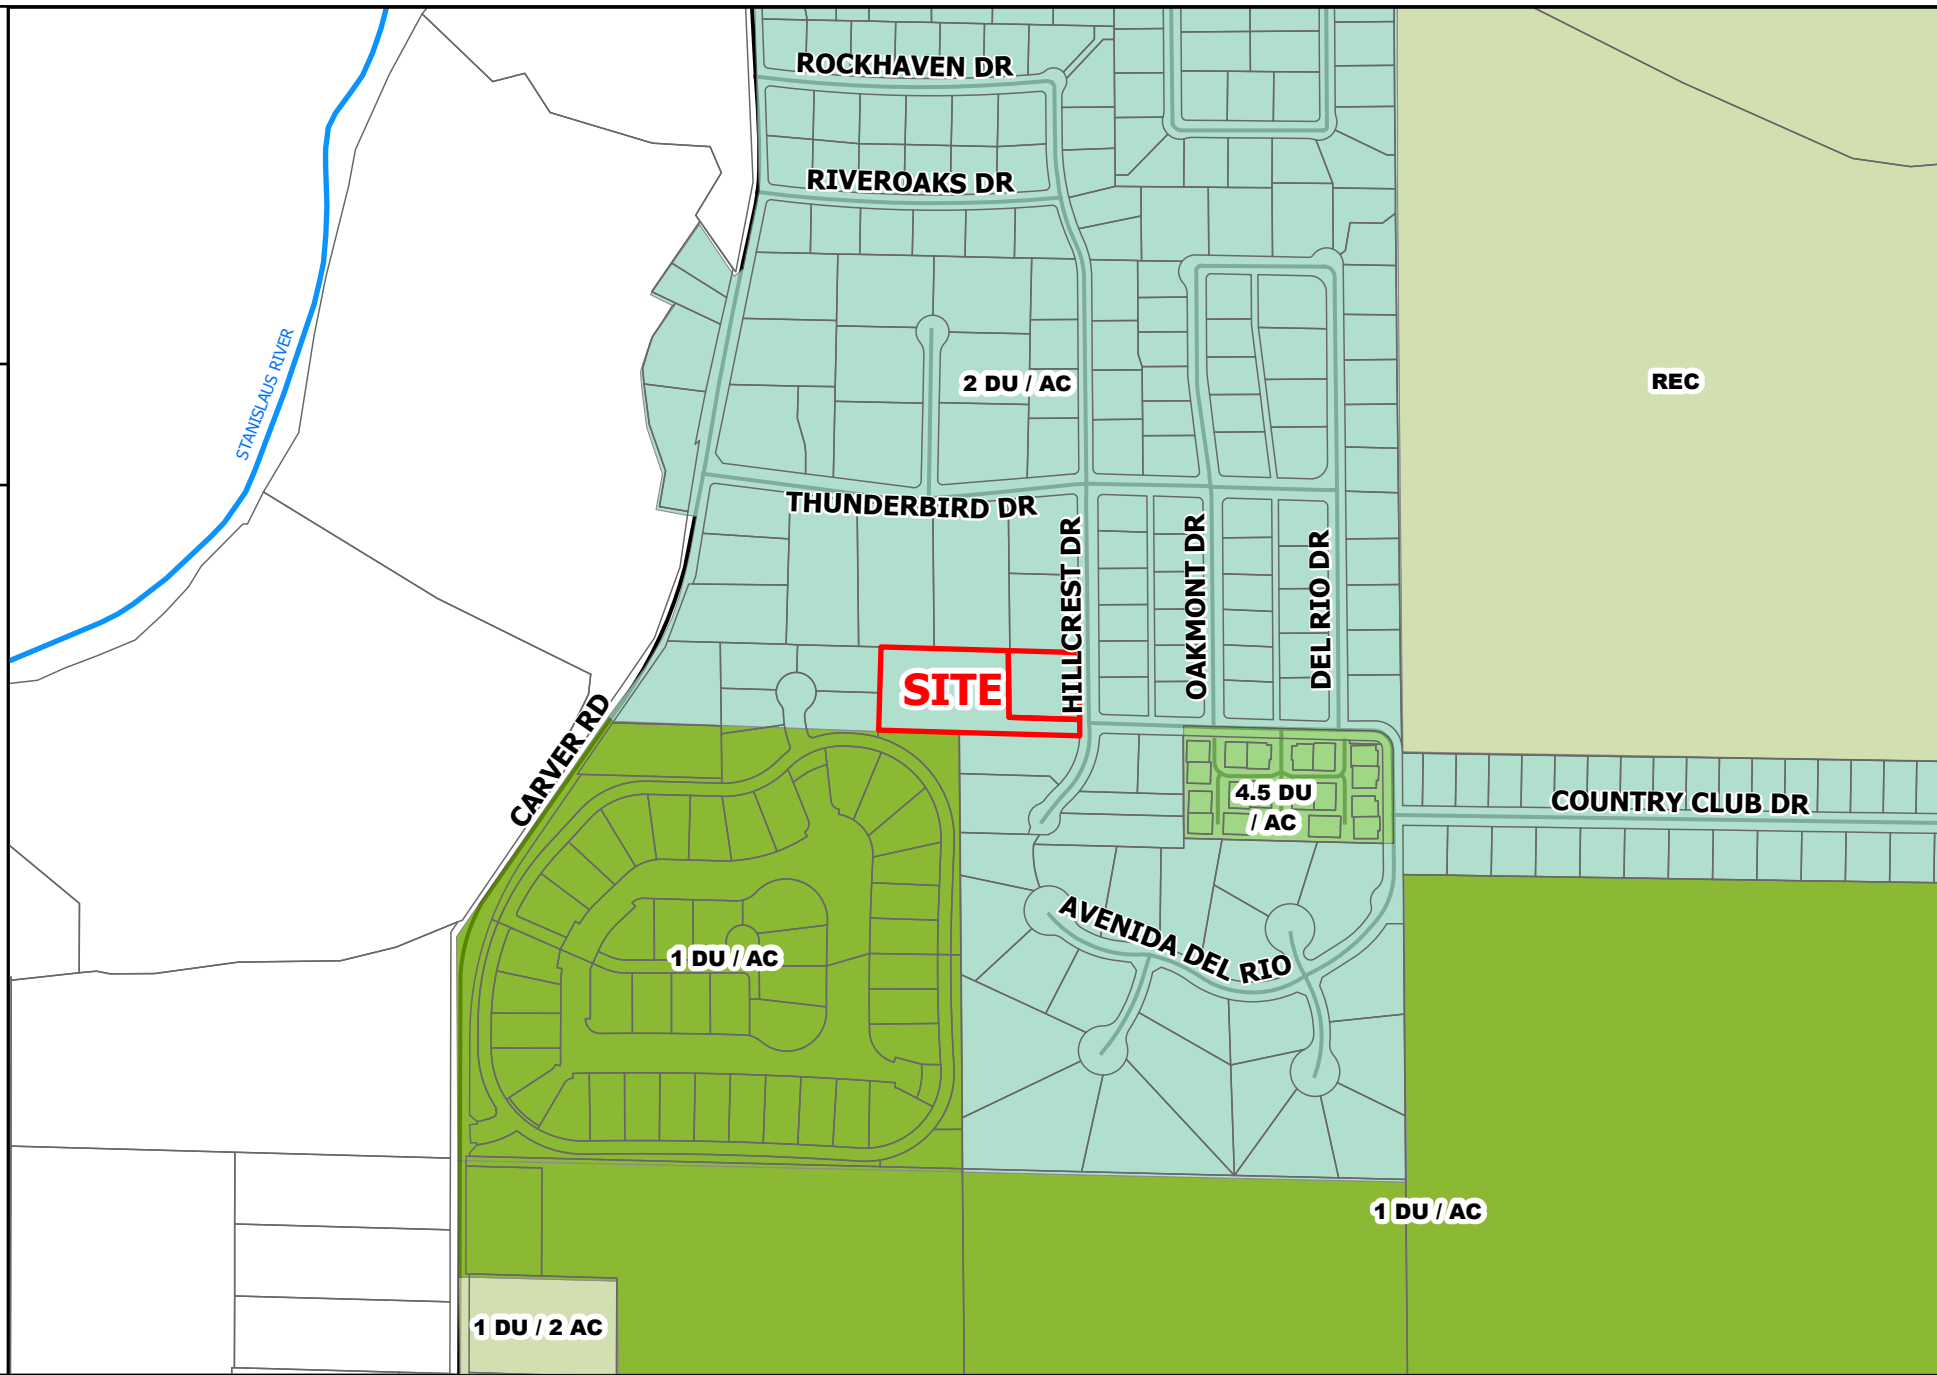 ROCKHAVEN DR
RIVEROAKS DR
STANISLAUS RIVER
2 DU / AC
REC
THUNDERBIRD DR
HILLCREST DR
OAKMONT DR
DEL RIO DR
SITE
CARVER RD
4.5 DU
/ AC
COUNTRY CLUB DR
AVENIDA DEL RIO
1 DU / AC
1 DU / AC
1 DU / 2 AC